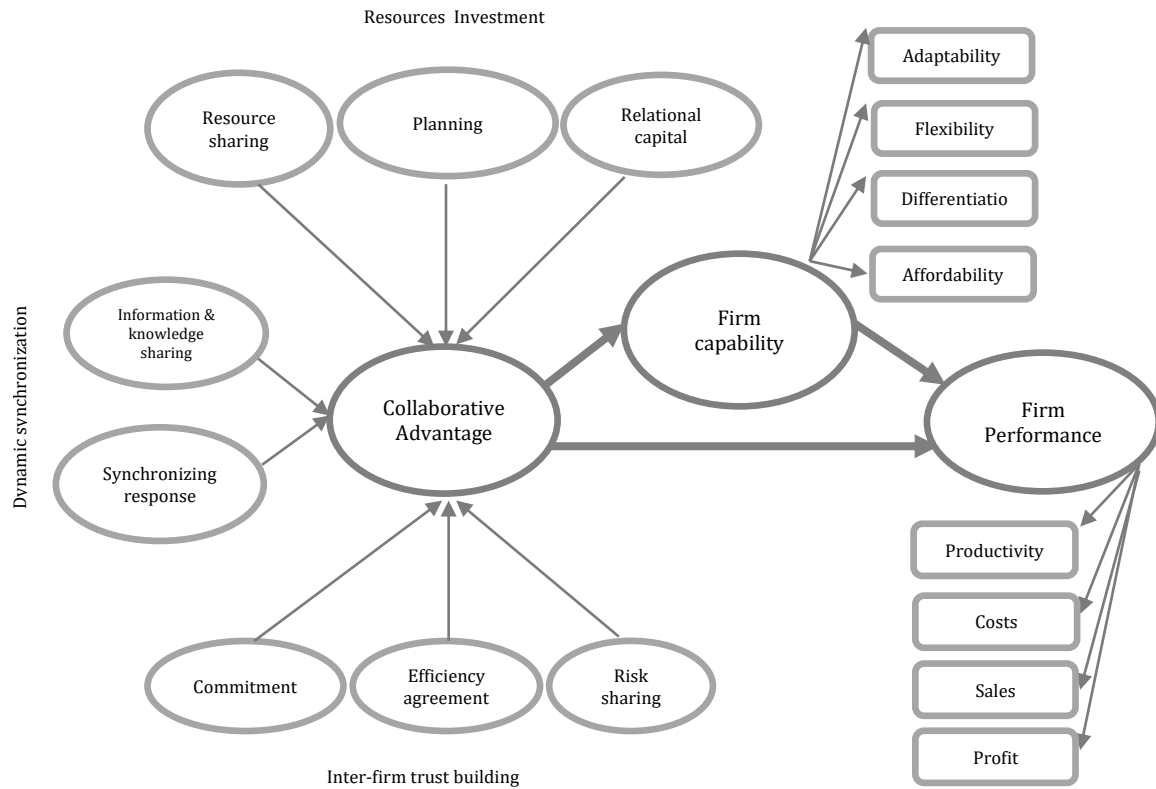 Resources Investment
Adaptability
Resource
sharing
Planning
Relational
capital
Flexibility
Differentiatio
Affordability
Information &
knowledge
sharing
Dynamic synchronization
Firm
capability
Collaborative
Advantage
Firm
Performance
Synchronizing
response
Productivity
Costs
Commitment
Efficiency
agreement
Risk
sharing
Sales
Profit
Inter-firm trust building